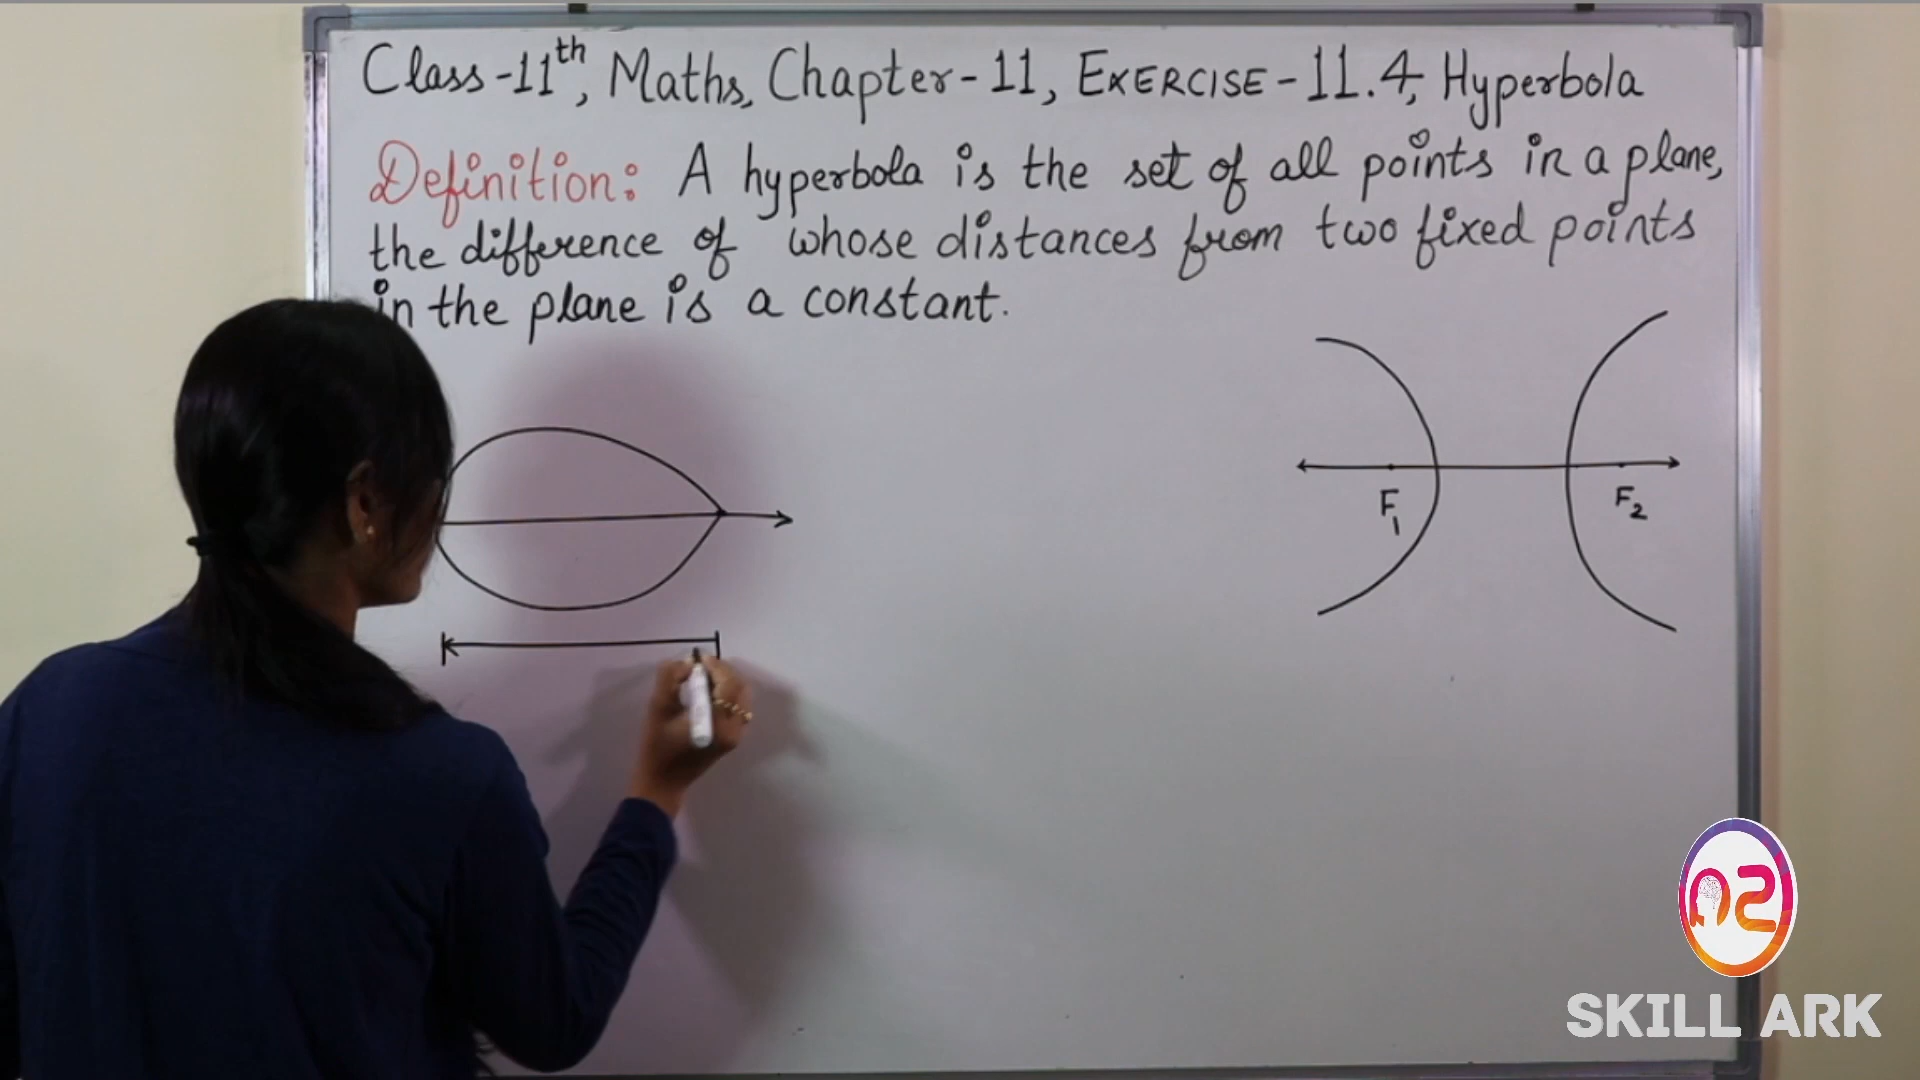 Class-11th, Maths, Chapter-11, EXERCISE-11.4, Hyperbola
Definition: A hyperbola is the set of all points in a plane,
the difference of whose distances from two fixed points
in the plane is a constant.
F1 F2
SKILL ARK